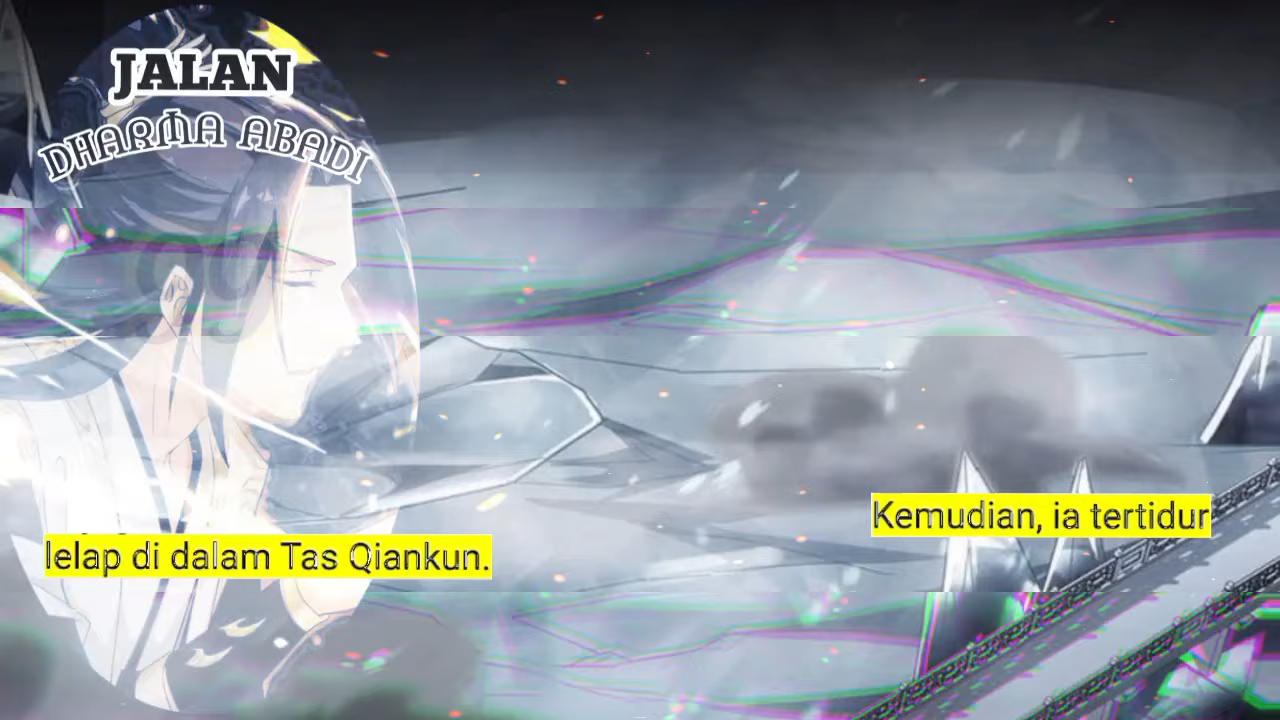 JALAN
DHARMA ABADI
Kemudian, ia tertidur
lelap di dalam Tas Qiankun.